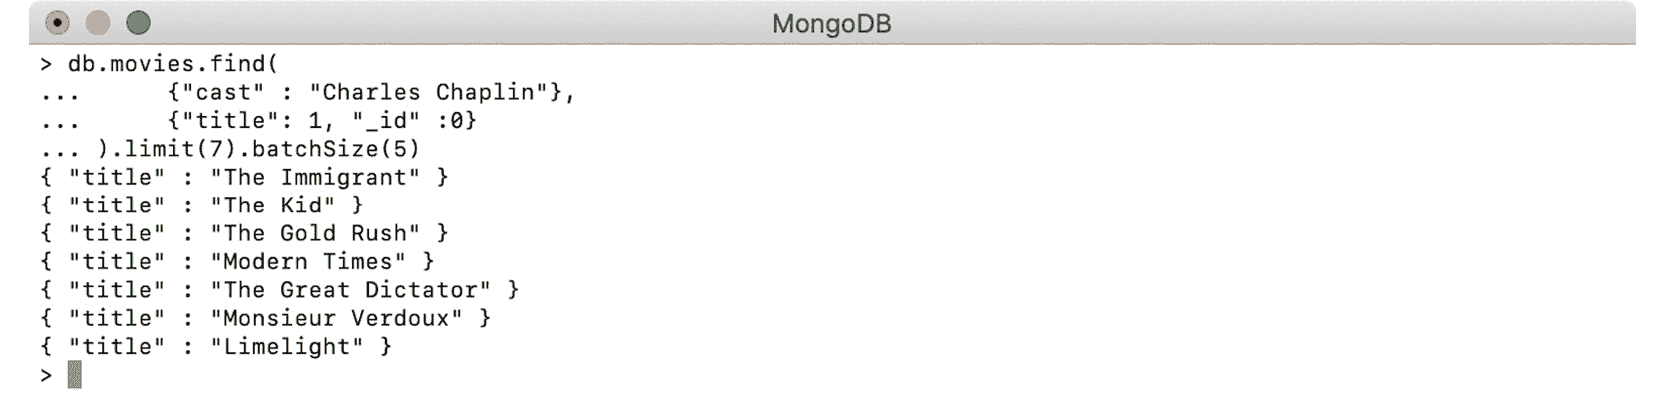 MongoDB
> db.movies.find(
...      {"cast" : "Charles Chaplin"},
...      {"title": 1, "_id" :0}
... ).limit(7).batchSize(5)
{ "title" : "The Immigrant" }
{ "title" : "The Kid" }
{ "title" : "The Gold Rush" }
{ "title" : "Modern Times" }
{ "title" : "The Great Dictator" }
{ "title" : "Monsieur Verdoux" }
{ "title" : "Limelight" }
>